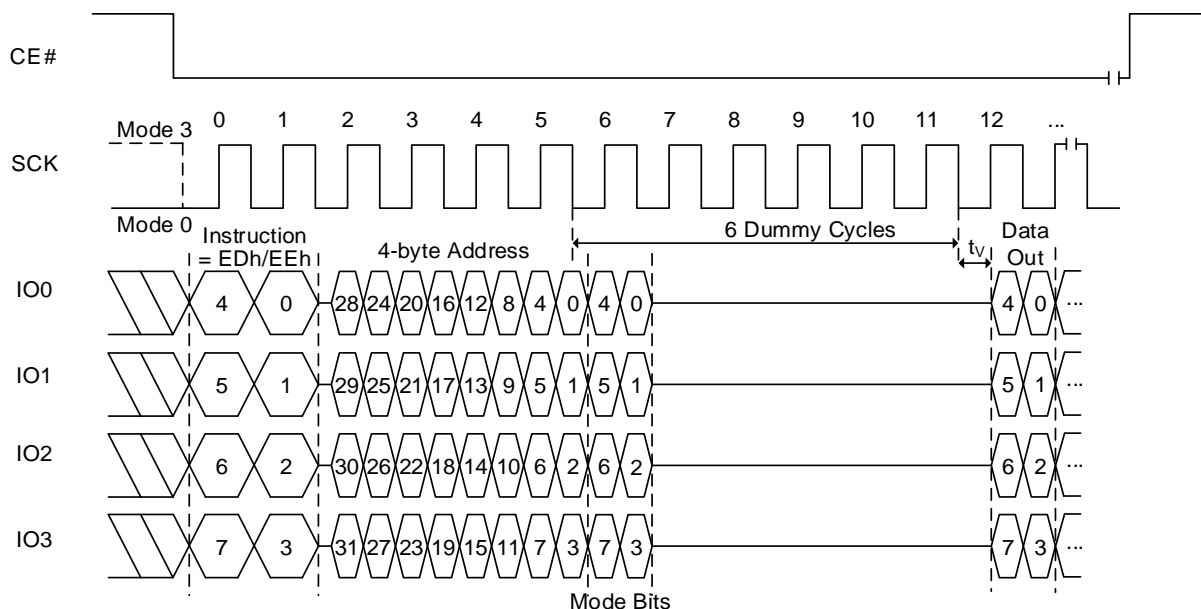 CE#
0 1 2 3 4 5 6 7 8 9 10 11 12 ...
Mode 3
SCK
Mode 0
Instruction
= EDh/EEh
4-byte Address
6 Dummy Cycles
tV
Data
Out
IO0 4 0 28 24 20 16 12 8 4 0 4 0 4 0 ...
IO1 5 1 29 25 21 17 13 9 5 1 5 1 5 1 ...
IO2 6 2 30 26 22 18 14 10 6 2 6 2 6 2 ...
IO3 7 3 31 27 23 19 15 11 7 3 7 3 7 3 ...
Mode Bits